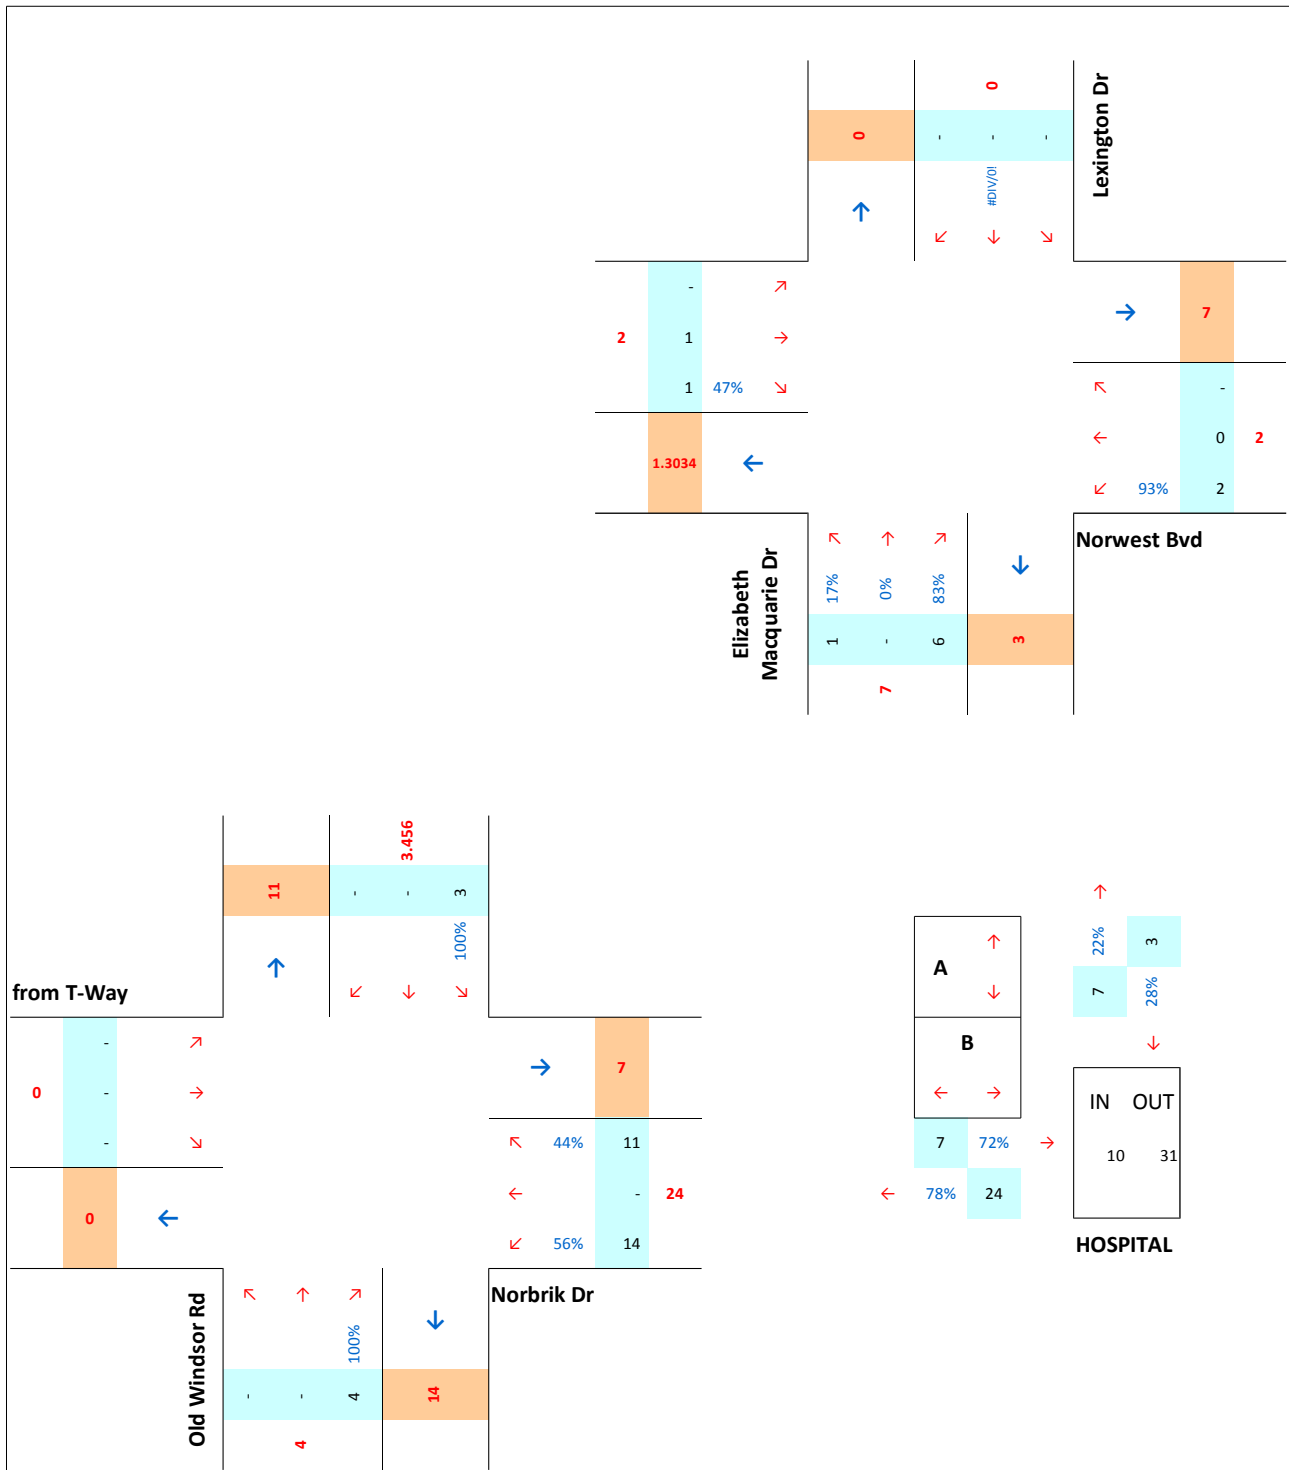 0
0 - - -
#DIV/0!
↑
↙ ↓ ↘
Lexington Dr
- ↗
2 1 →
1 47% ↘
1.3034 ←
→ 7
↖ -
← 0 2
↙ 93% 2
Norwest Bvd
Elizabeth
Macquarie Dr
↖ ↑ ↗
17% 0% 83% ↓
1 - 6 3
7
3.456
11 - - 3
100%
↑
↙ ↓ ↘
from T-Way
- ↗
0 - →
- ↘
0 ←
→ 7
↖ 44% 11
← - 24
↙ 56% 14
Norbrik Dr
Old Windsor Rd
↖ ↑ ↗ ↓
100%
- - 4 14
4
A ↑
↓
B
← →
↑
22% 3
7 28%
↓
7 72% →
← 78% 24
IN OUT
10 31
HOSPITAL